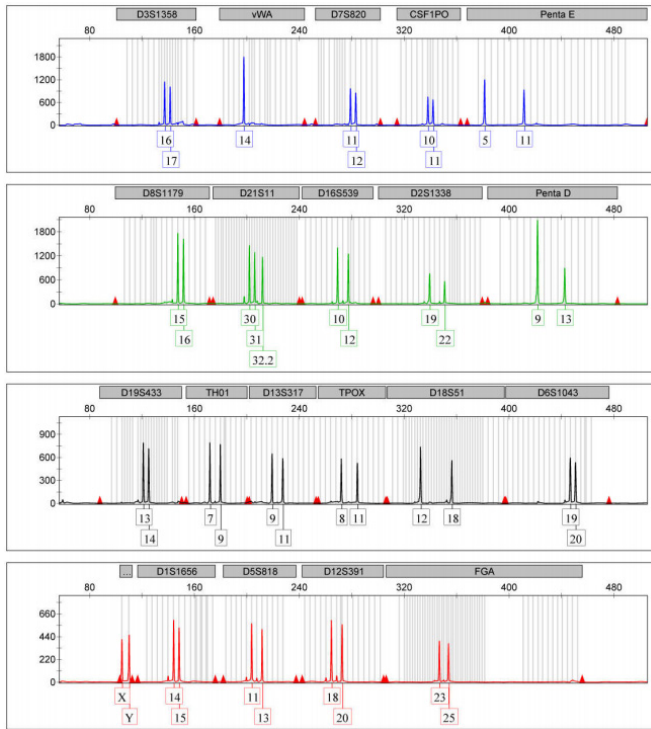 D3S1358 vWA D7S820 CSF1PO Penta E
80 160 240 320 400 480
1800
1200
600
0
16 14 11 10 5 11
17 12 11
D8S1179 D21S11 D16S539 D2S1338 Penta D
80 160 240 320 400 480
1800
1200
600
0
15 30 10 19 9 13
16 31 12 22
32.2
D19S433 TH01 D13S317 TPOX D18S51 D6S1043
80 160 240 320 400 480
900
600
300
0
13 7 9 8 12 18 19
14 9 11 11 20
... D1S1656 D5S818 D12S391 FGA
80 160 240 320 400 480
660
440
220
0
X 14 11 18 23
Y 15 13 20 25